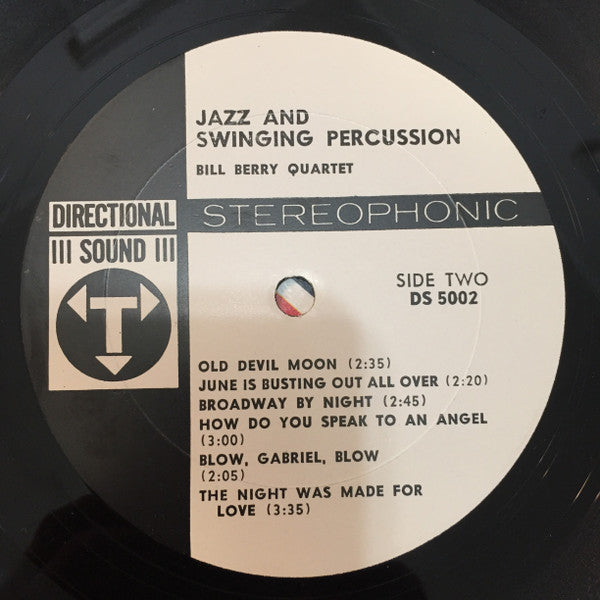 JAZZ AND
SWINGING PERCUSSION
BILL BERRY QUARTET
DIRECTIONAL
III SOUND III
T
STEREOPHONIC
SIDE TWO
DS 5002
OLD DEVIL MOON (2:35)
JUNE IS BUSTING OUT ALL OVER (2:20)
BROADWAY BY NIGHT (2:45)
HOW DO YOU SPEAK TO AN ANGEL
(3:00)
BLOW, GABRIEL, BLOW
(2:05)
THE NIGHT WAS MADE FOR
LOVE (3:35)